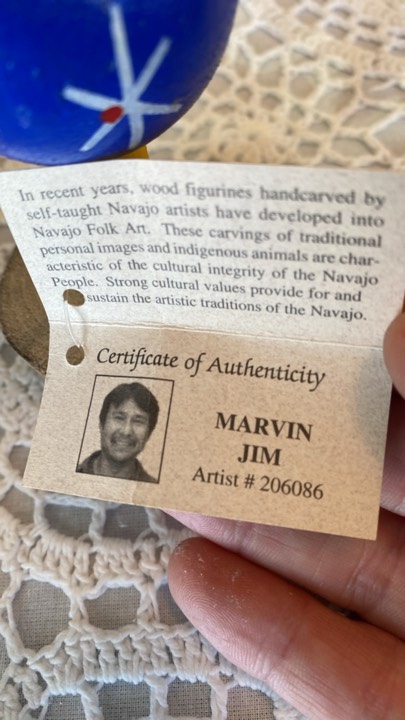 In recent years, wood figurines handcarved by
self-taught Navajo artists have developed into
Navajo Folk Art. These carvings of traditional
personal images and indigenous animals are char-
acteristic of the cultural integrity of the Navajo
People. Strong cultural values provide for and
sustain the artistic traditions of the Navajo.
Certificate of Authenticity
MARVIN
JIM
Artist # 206086